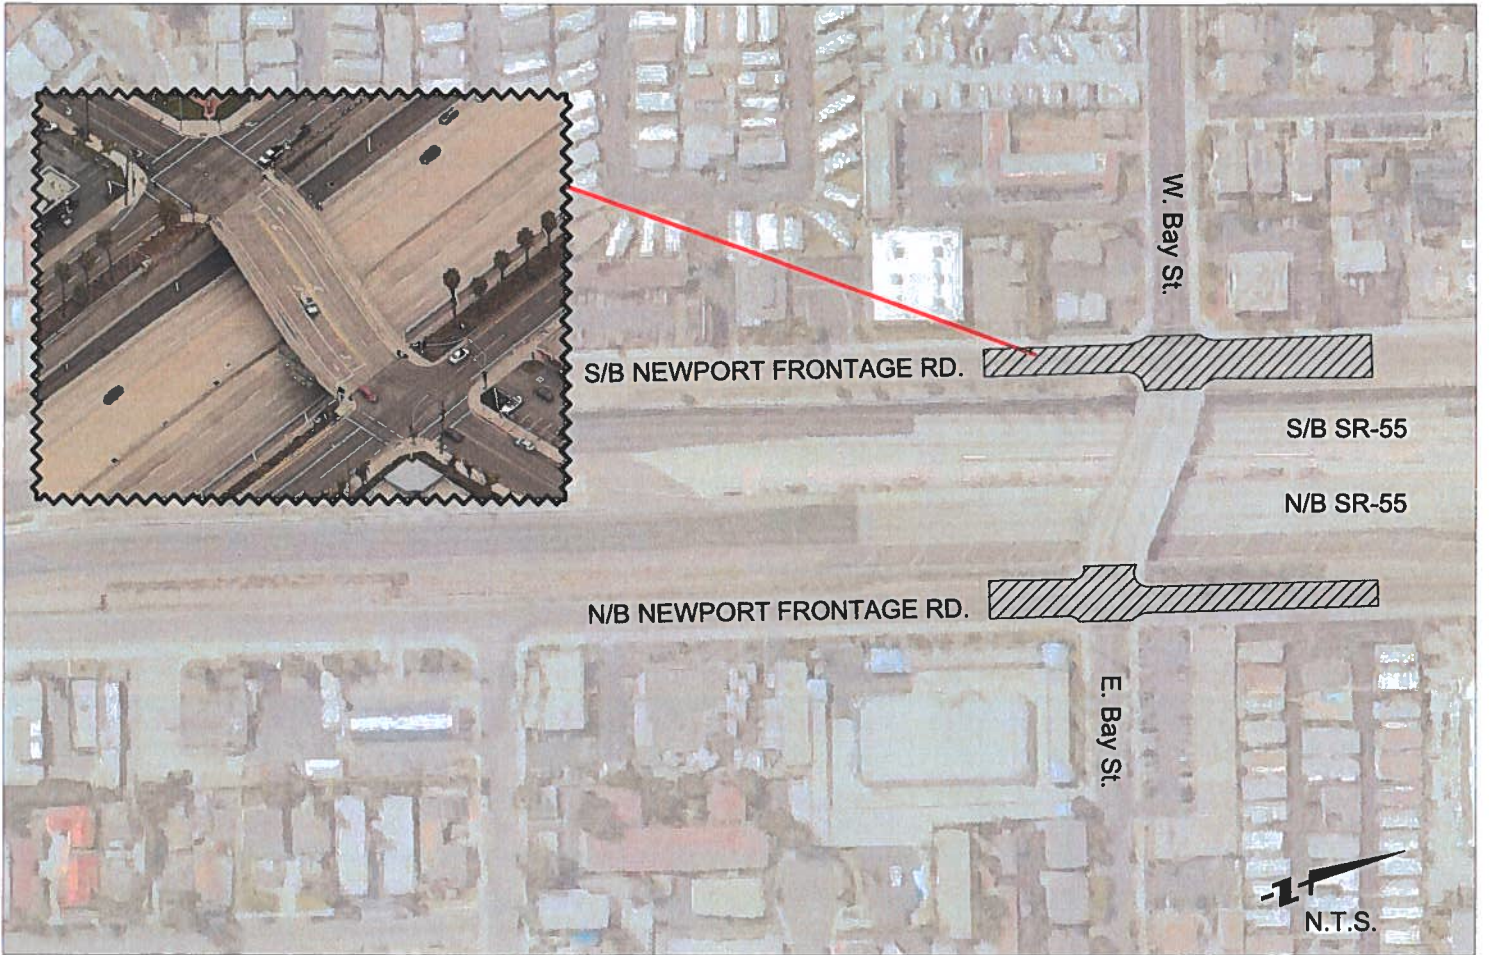 W. Bay St.
S/B NEWPORT FRONTAGE RD.
S/B SR-55
N/B SR-55
N/B NEWPORT FRONTAGE RD.
E. Bay St.
N.T.S.